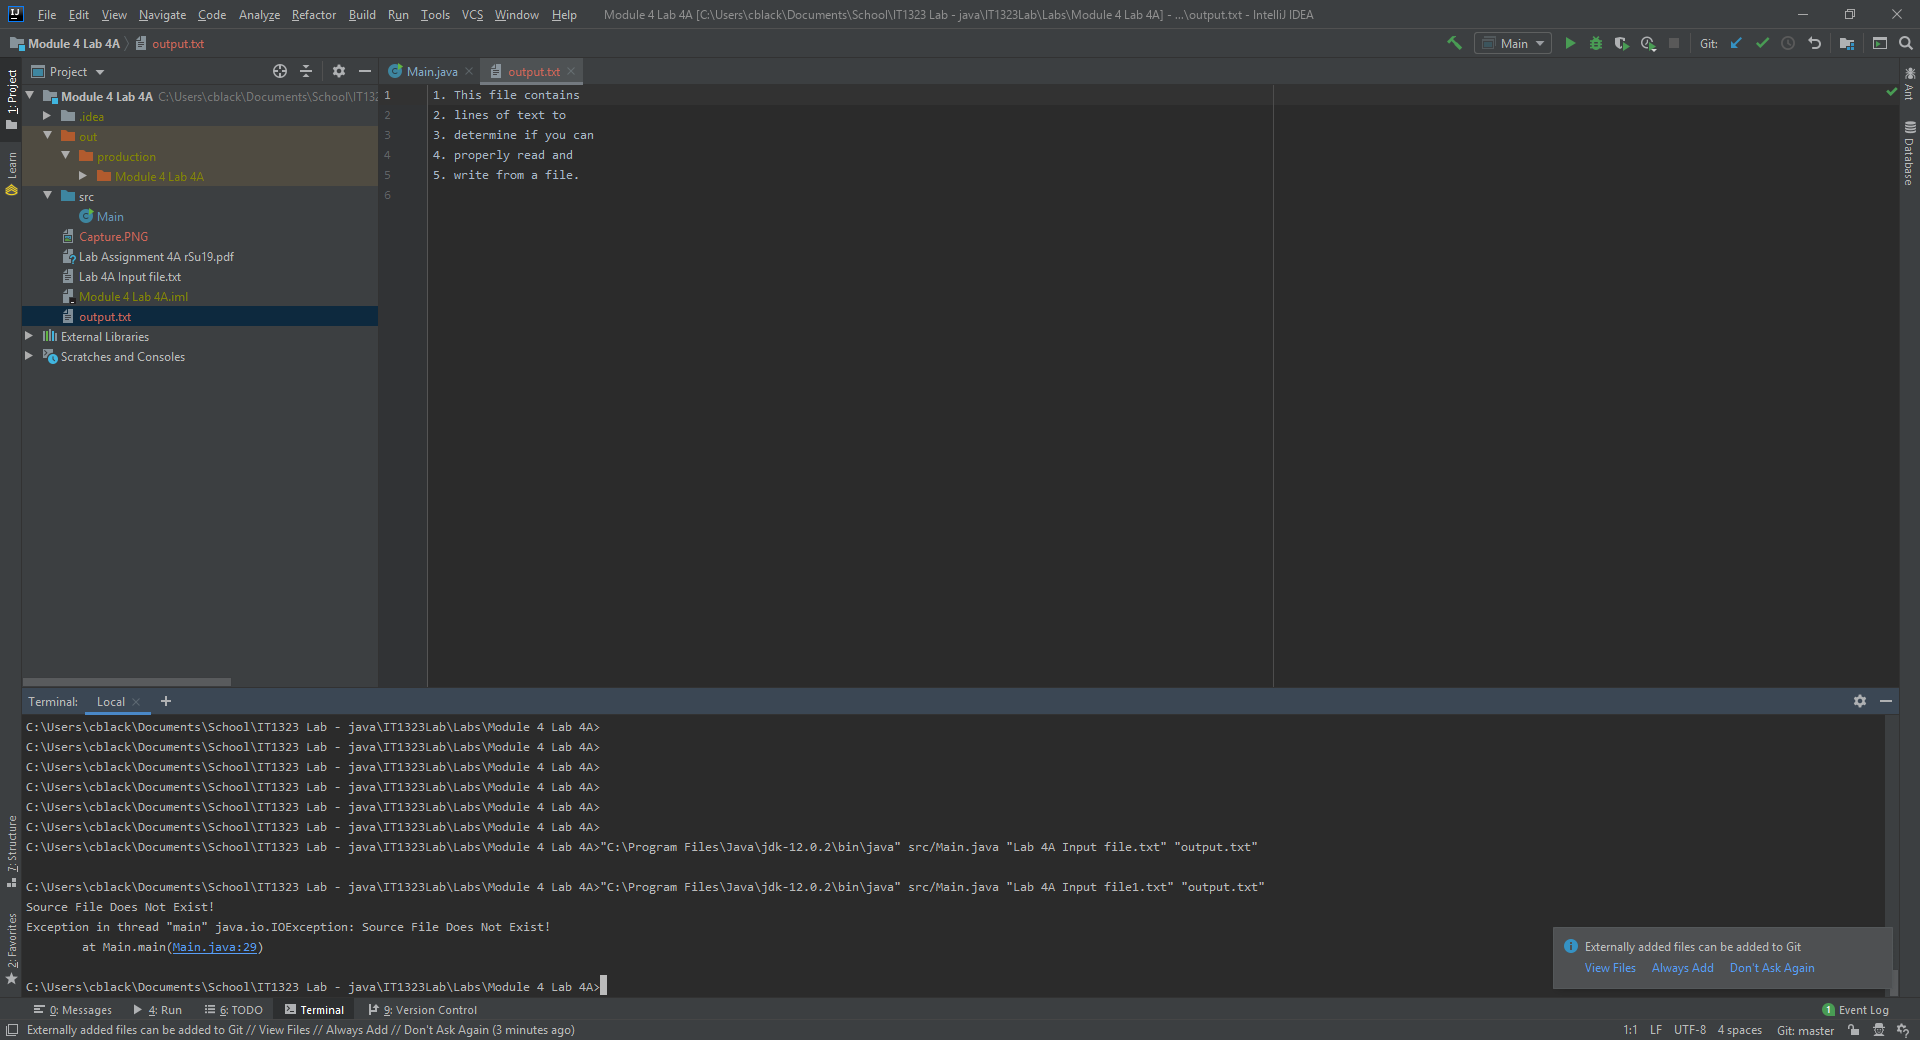 File Edit View Navigate Code Analyze Refactor Build Run Tools VCS Window Help Module 4 Lab 4A [C:\Users\cblack\Documents\School\IT1323 Lab - java\IT1323Lab\Labs\Module 4 Lab 4A] - ...\output.txt - IntelliJ IDEA
Module 4 Lab 4A output.txt Main Git:
Project
Main.java output.txt
1: Project
Learn
7: Structure
2: Favorites
Module 4 Lab 4A C:\Users\cblack\Documents\School\IT132
.idea
out
production
Module 4 Lab 4A
src
Main
Capture.PNG
Lab Assignment 4A rSu19.pdf
Lab 4A Input file.txt
Module 4 Lab 4A.iml
output.txt
External Libraries
Scratches and Consoles
1 1. This file contains
2 2. lines of text to
3 3. determine if you can
4 4. properly read and
5 5. write from a file.
6
Ant
Database
Terminal: Local +
C:\Users\cblack\Documents\School\IT1323 Lab - java\IT1323Lab\Labs\Module 4 Lab 4A>
C:\Users\cblack\Documents\School\IT1323 Lab - java\IT1323Lab\Labs\Module 4 Lab 4A>
C:\Users\cblack\Documents\School\IT1323 Lab - java\IT1323Lab\Labs\Module 4 Lab 4A>
C:\Users\cblack\Documents\School\IT1323 Lab - java\IT1323Lab\Labs\Module 4 Lab 4A>
C:\Users\cblack\Documents\School\IT1323 Lab - java\IT1323Lab\Labs\Module 4 Lab 4A>
C:\Users\cblack\Documents\School\IT1323 Lab - java\IT1323Lab\Labs\Module 4 Lab 4A>
C:\Users\cblack\Documents\School\IT1323 Lab - java\IT1323Lab\Labs\Module 4 Lab 4A>"C:\Program Files\Java\jdk-12.0.2\bin\java" src/Main.java "Lab 4A Input file.txt" "output.txt"
C:\Users\cblack\Documents\School\IT1323 Lab - java\IT1323Lab\Labs\Module 4 Lab 4A>"C:\Program Files\Java\jdk-12.0.2\bin\java" src/Main.java "Lab 4A Input file1.txt" "output.txt"
Source File Does Not Exist!
Exception in thread "main" java.io.IOException: Source File Does Not Exist!
at Main.main(Main.java:29)
C:\Users\cblack\Documents\School\IT1323 Lab - java\IT1323Lab\Labs\Module 4 Lab 4A>
Externally added files can be added to Git
View Files Always Add Don't Ask Again
0: Messages 4: Run 6: TODO Terminal 9: Version Control 1 Event Log
Externally added files can be added to Git // View Files // Always Add // Don't Ask Again (3 minutes ago) 1:1 LF UTF-8 4 spaces Git: master